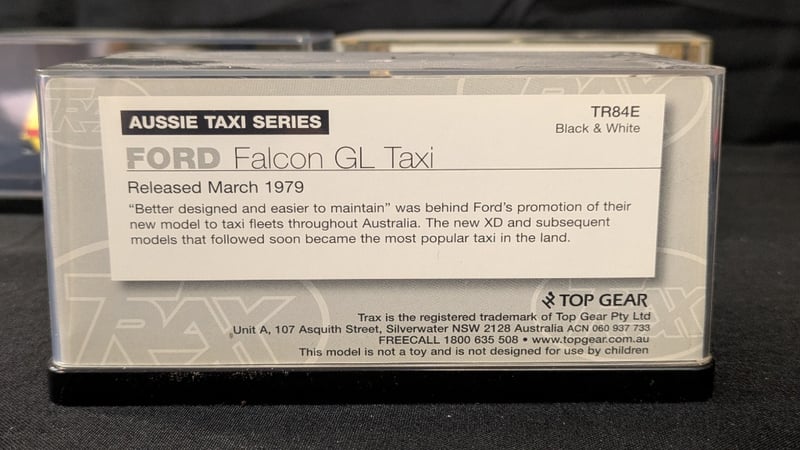 AUSSIE TAXI SERIES
TR84E
Black & White
FORD Falcon GL Taxi
Released March 1979
“Better designed and easier to maintain” was behind Ford’s promotion of their
new model to taxi fleets throughout Australia. The new XD and subsequent
models that followed soon became the most popular taxi in the land.
TRAX
TOP GEAR
Trax is the registered trademark of Top Gear Pty Ltd
Unit A, 107 Asquith Street, Silverwater NSW 2128 Australia ACN 060 937 733
FREECALL 1800 635 508 • www.topgear.com.au
This model is not a toy and is not designed for use by children